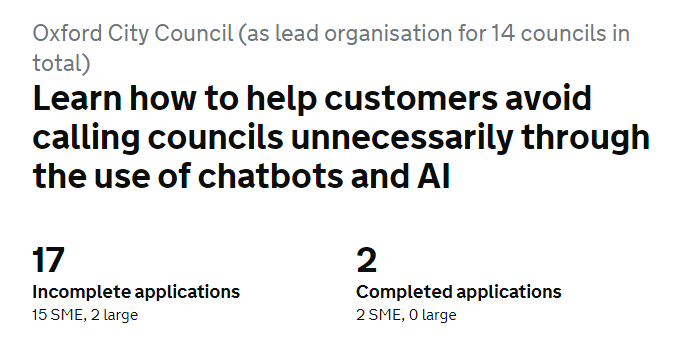 Oxford City Council (as lead organisation for 14 councils in
total)
Learn how to help customers avoid
calling councils unnecessarily through
the use of chatbots and AI
17
Incomplete applications
15 SME, 2 large
2
Completed applications
2 SME, 0 large